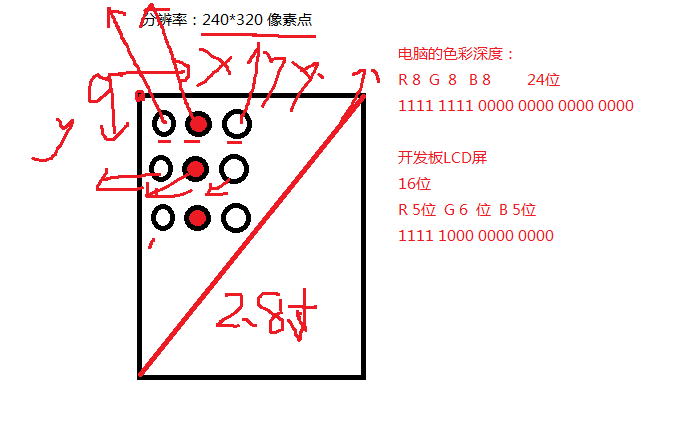 分辨率：240*320 像素点
x
y
2.8寸
电脑的色彩深度：
R 8 G 8 B 8 24位
1111 1111 0000 0000 0000 0000
开发板LCD屏
16位
R 5位 G 6 位 B 5位
1111 1000 0000 0000